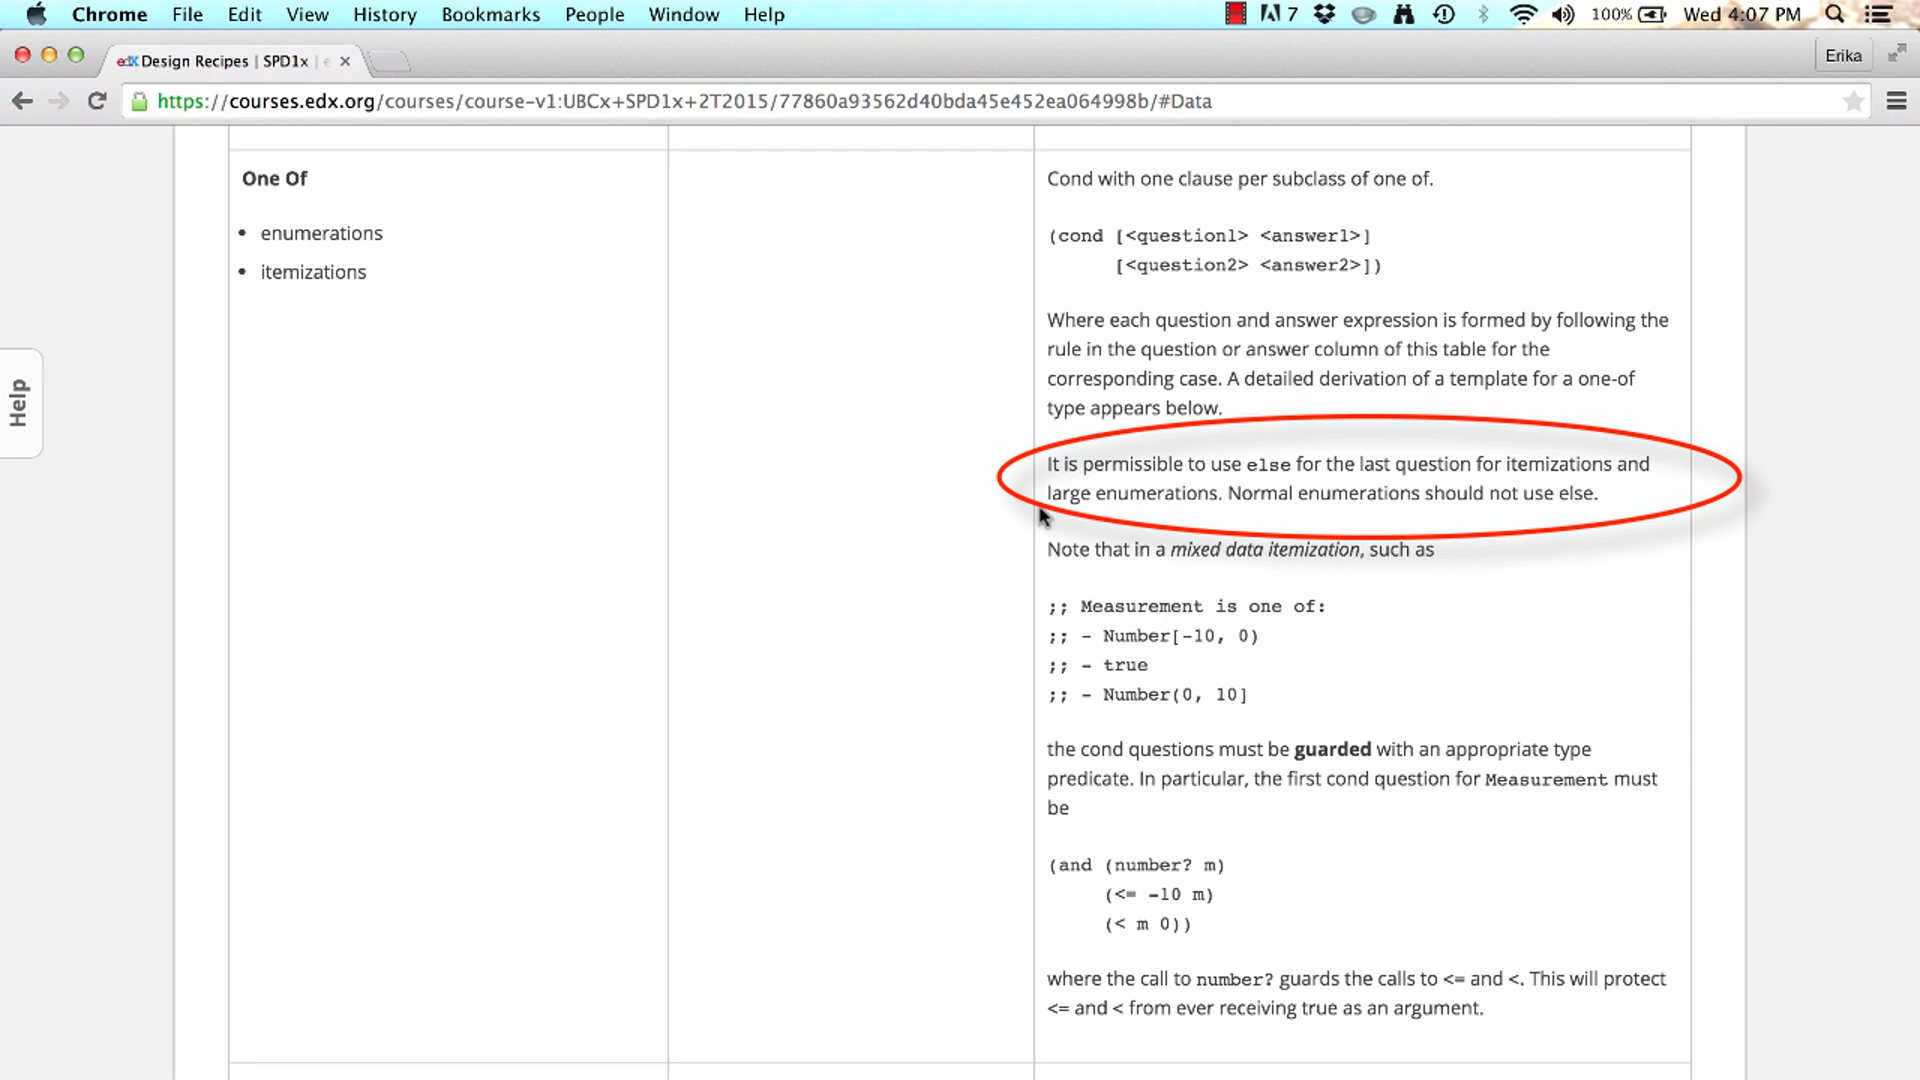 Chrome File Edit View History Bookmarks People Window Help 7 100% Wed 4:07 PM
edX Design Recipes | SPD1x | e Erika
https://courses.edx.org/courses/course-v1:UBCx+SPD1x+2T2015/77860a93562d40bda45e452ea064998b/#Data
Help
One Of
• enumerations
• itemizations
Cond with one clause per subclass of one of.
(cond [<question1> <answer1>]
[<question2> <answer2>])
Where each question and answer expression is formed by following the
rule in the question or answer column of this table for the
corresponding case. A detailed derivation of a template for a one-of
type appears below.
It is permissible to use else for the last question for itemizations and
large enumerations. Normal enumerations should not use else.
Note that in a mixed data itemization, such as
;; Measurement is one of:
;; - Number[-10, 0)
;; - true
;; - Number(0, 10]
the cond questions must be guarded with an appropriate type
predicate. In particular, the first cond question for Measurement must
be
(and (number? m)
(<= -10 m)
(< m 0))
where the call to number? guards the calls to <= and <. This will protect
<= and < from ever receiving true as an argument.